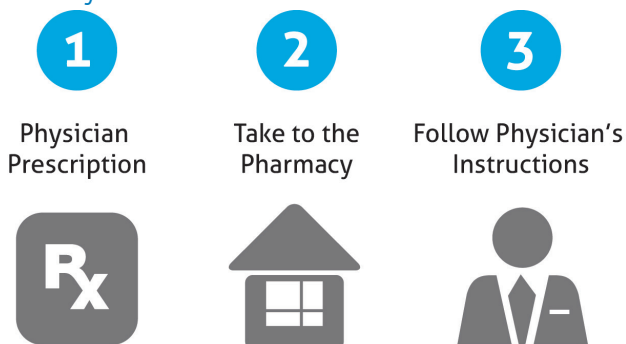 1
2
3
Physician
Prescription
Take to the
Pharmacy
Follow Physician's
Instructions
Rx